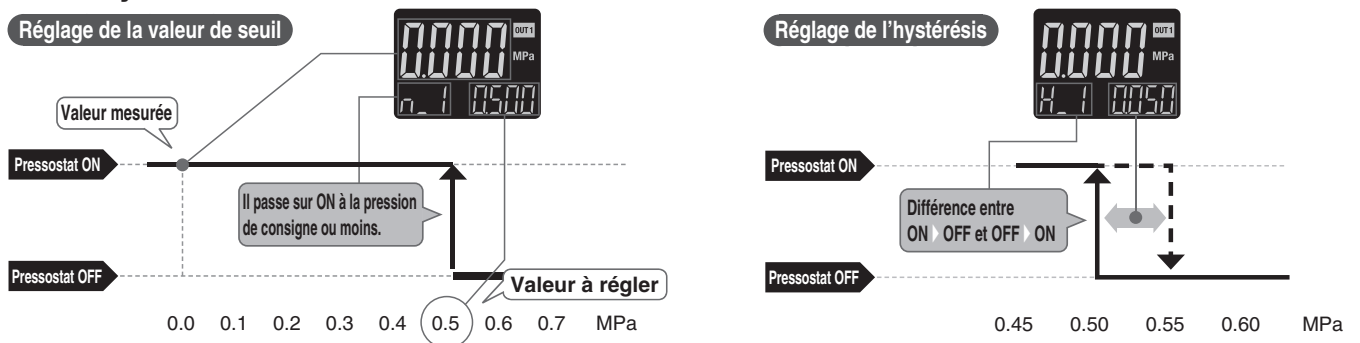 Réglage de la valeur de seuil
0.000
OUT1
MPa
n_1 0.500
Valeur mesurée
Pressostat ON
Il passe sur ON à la pression
de consigne ou moins.
Pressostat OFF
Valeur à régler
0.0 0.1 0.2 0.3 0.4 0.5 0.6 0.7 MPa
Réglage de l'hystérésis
0.000
OUT1
MPa
H_1 0.050
Pressostat ON
Différence entre
ON OFF et OFF ON
Pressostat OFF
0.45 0.50 0.55 0.60 MPa